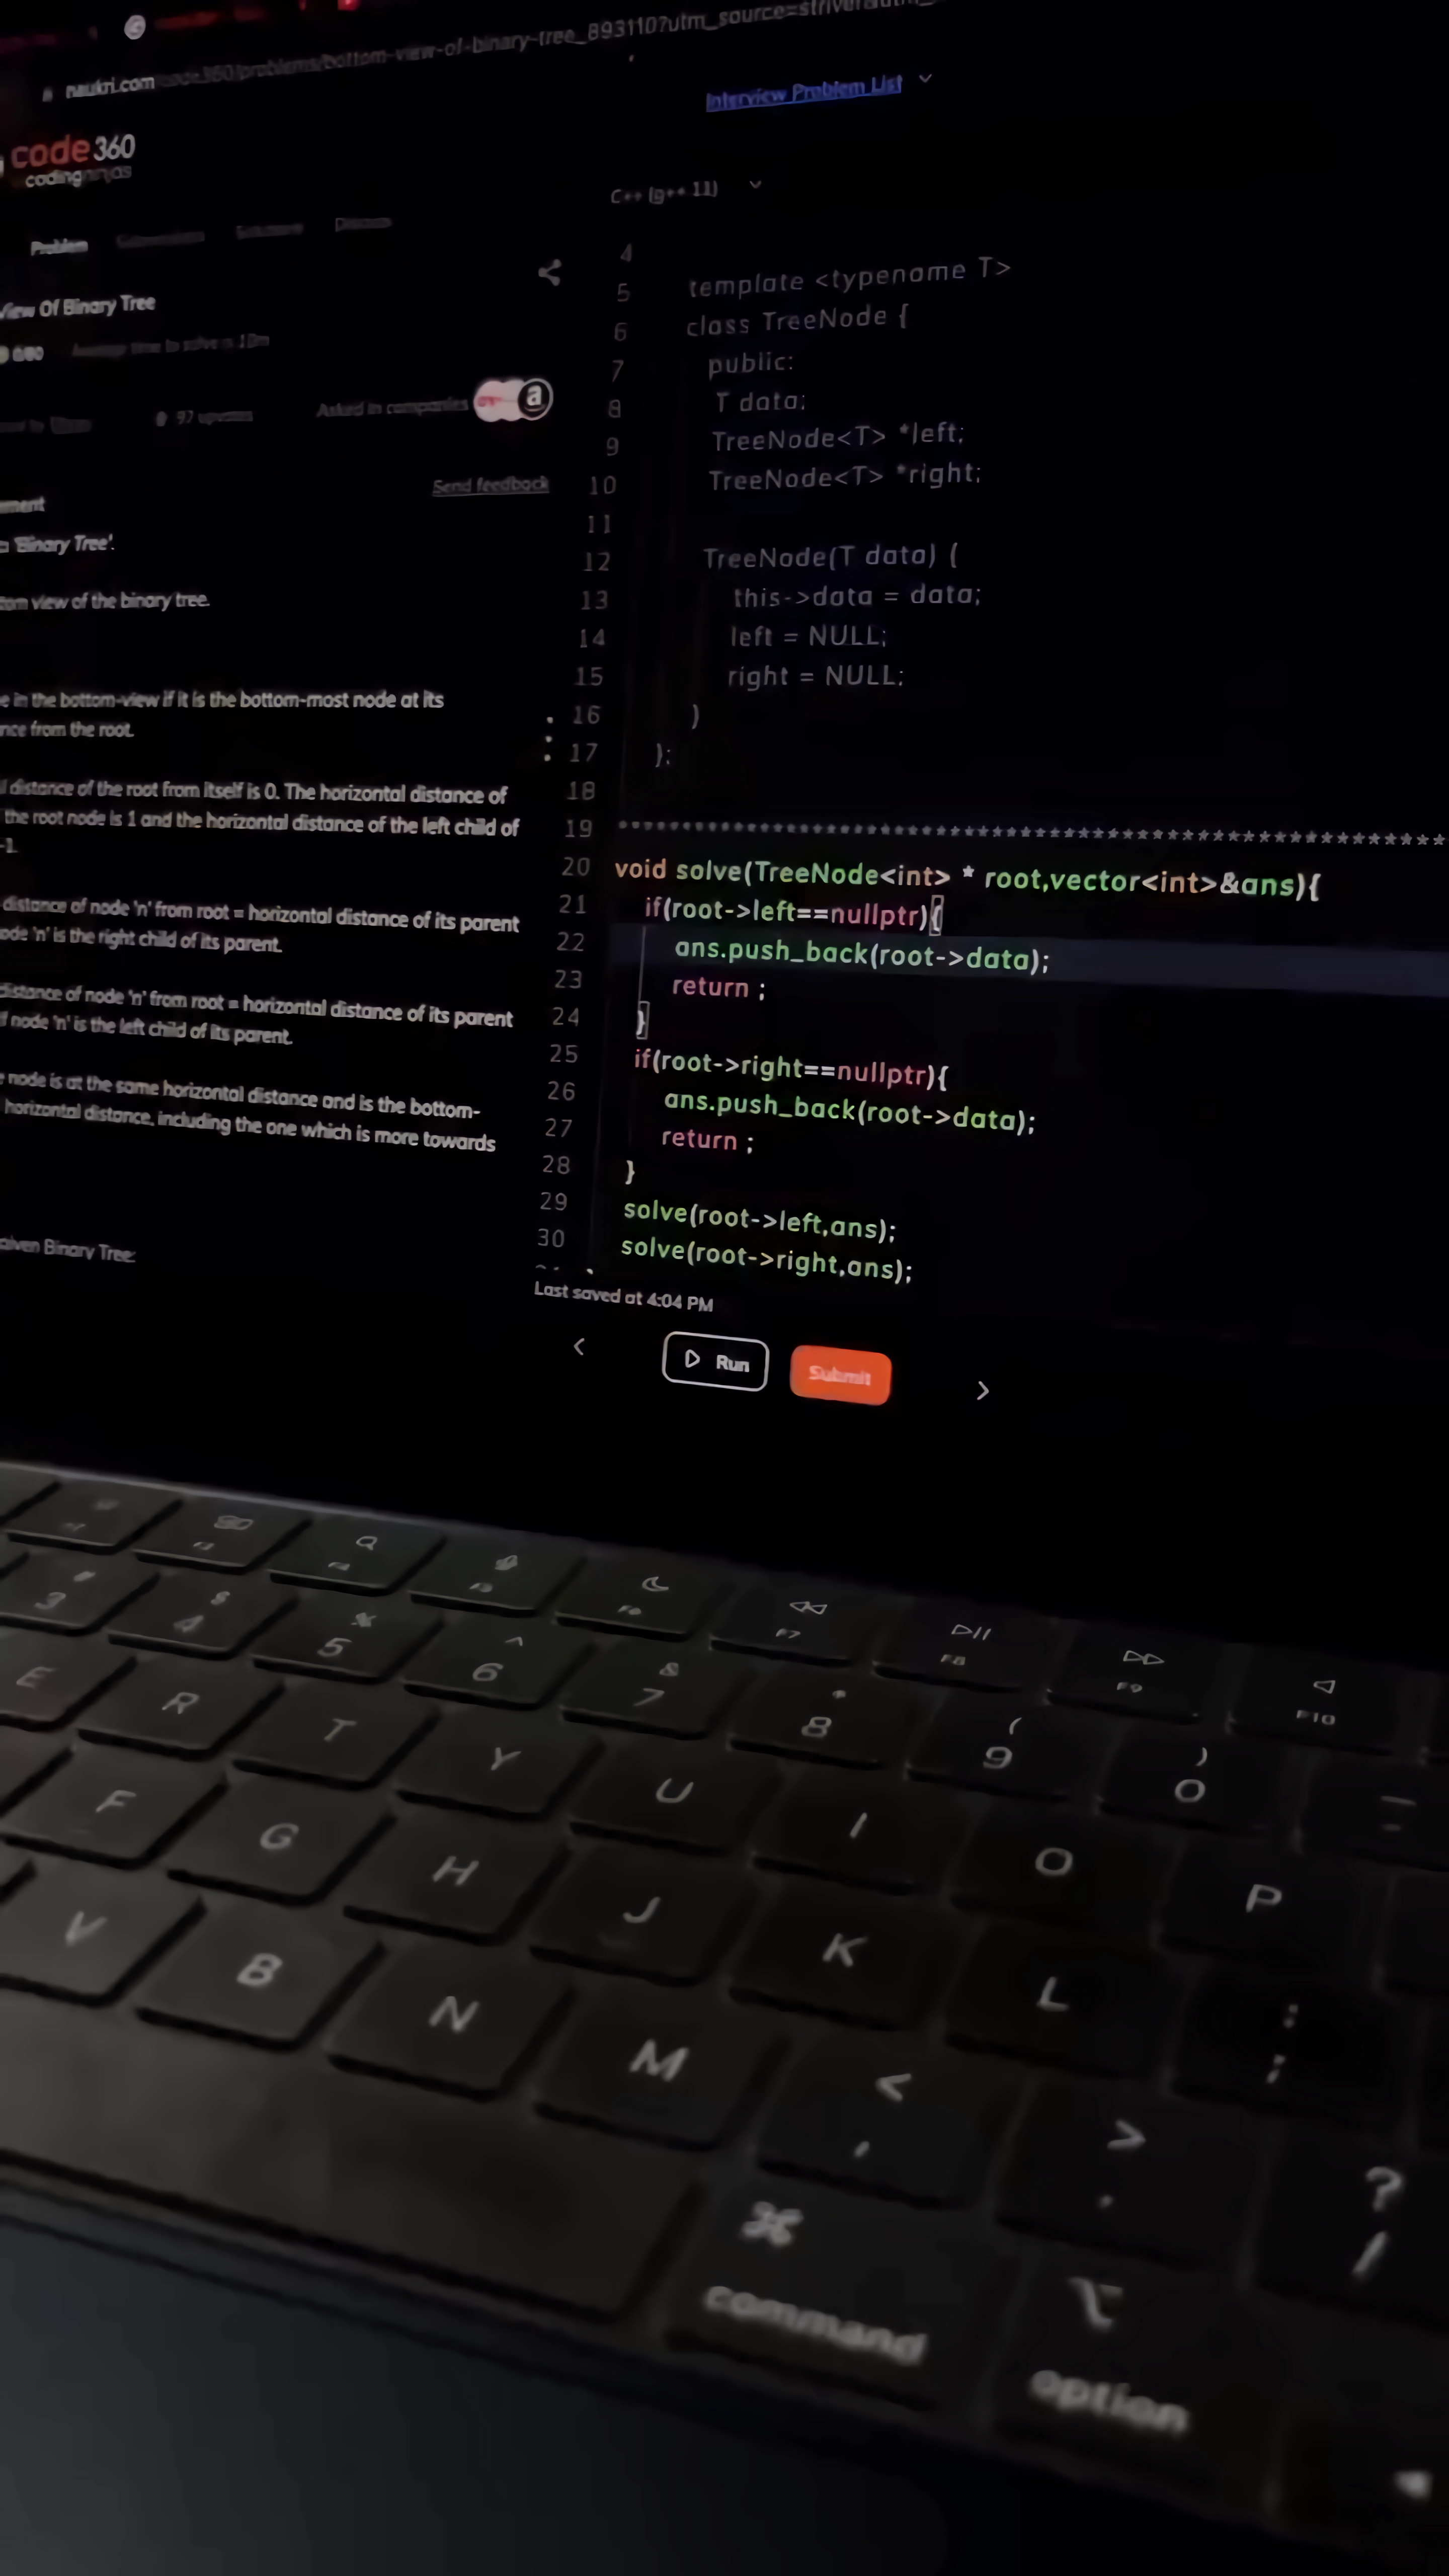 naukri.com/code360/problems/bottom-view-of-binary-tree_893110?utm_source=striver
Interview Problem List
code 360
codingninjas
C++ (g++ 11)
Problem Submissions Solutions Discuss
View Of Binary Tree
0/80 Average time to solve is 10m
97 upvotes Asked in companies a
Send feedback
'Binary Tree'.
view of the binary tree.
in the bottom-view if it is the bottom-most node at its
from the root.
distance of the root from itself is 0. The horizontal distance of
the root node is 1 and the horizontal distance of the left child of
-1.
distance of node 'n' from root = horizontal distance of its parent
'n' is the right child of its parent.
distance of node 'n' from root = horizontal distance of its parent
node 'n' is the left child of its parent.
node is at the same horizontal distance and is the bottom-
horizontal distance, including the one which is more towards
given Binary Tree:
4
5 template <typename T>
6 class TreeNode {
7 public:
8 T data;
9 TreeNode<T> *left;
10 TreeNode<T> *right;
11
12 TreeNode(T data) {
13 this->data = data;
14 left = NULL;
15 right = NULL;
16 }
17 };
18
19 ****************************************************************
20 void solve(TreeNode<int> * root,vector<int>&ans){
21 if(root->left==nullptr){
22 ans.push_back(root->data);
23 return ;
24 }
25 if(root->right==nullptr){
26 ans.push_back(root->data);
27 return ;
28 }
29 solve(root->left,ans);
30 solve(root->right,ans);
Last saved at 4:04 PM
Run Submit
F3 F4 F5 F6 F7 F8 F9 F10
# $ % ^ & * ( )
3 4 5 6 7 8 9 0
E R T Y U I O P
F G H J K L : ;
V B N M < , > . ? /
⌘ ⌥
command option